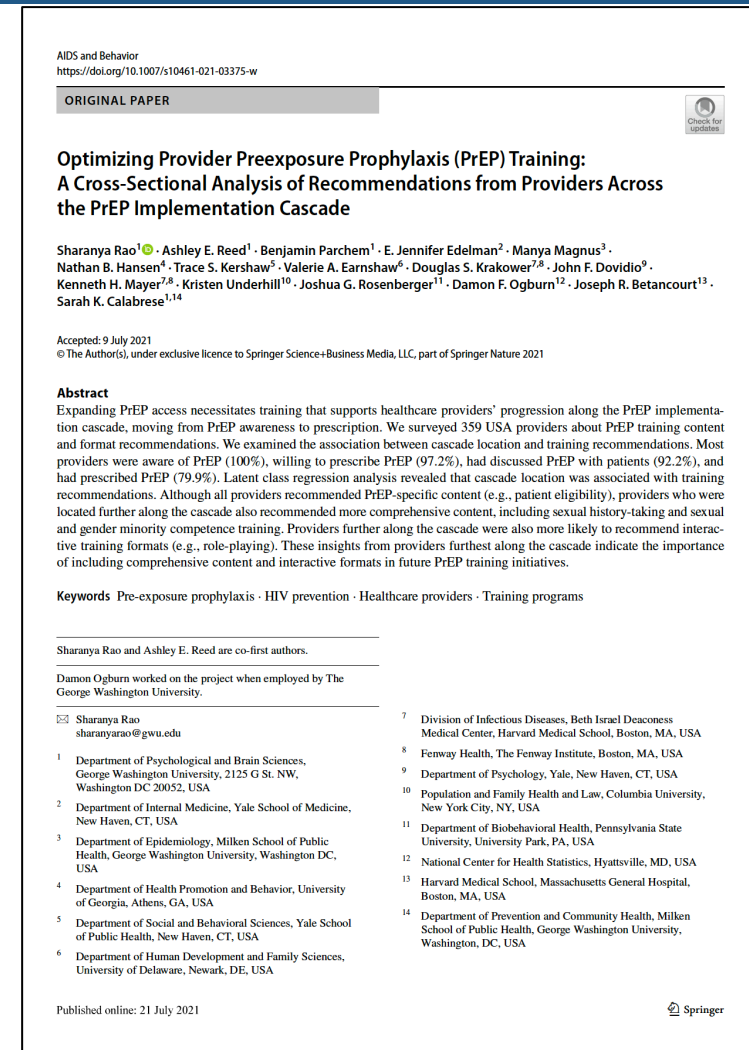 AIDS and Behavior
https://doi.org/10.1007/s10461-021-03375-w
ORIGINAL PAPER
Check for
updates
Optimizing Provider Preexposure Prophylaxis (PrEP) Training:
A Cross-Sectional Analysis of Recommendations from Providers Across
the PrEP Implementation Cascade
Sharanya Rao1 · Ashley E. Reed1 · Benjamin Parchem1 · E. Jennifer Edelman2 · Manya Magnus3 ·
Nathan B. Hansen4 · Trace S. Kershaw5 · Valerie A. Earnshaw6 · Douglas S. Krakower7,8 · John F. Dovidio9 ·
Kenneth H. Mayer7,8 · Kristen Underhill10 · Joshua G. Rosenberger11 · Damon F. Ogburn12 · Joseph R. Betancourt13 ·
Sarah K. Calabrese1,14
Accepted: 9 July 2021
© The Author(s), under exclusive licence to Springer Science+Business Media, LLC, part of Springer Nature 2021
Abstract
Expanding PrEP access necessitates training that supports healthcare providers' progression along the PrEP implementa-
tion cascade, moving from PrEP awareness to prescription. We surveyed 359 USA providers about PrEP training content
and format recommendations. We examined the association between cascade location and training recommendations. Most
providers were aware of PrEP (100%), willing to prescribe PrEP (97.2%), had discussed PrEP with patients (92.2%), and
had prescribed PrEP (79.9%). Latent class regression analysis revealed that cascade location was associated with training
recommendations. Although all providers recommended PrEP-specific content (e.g., patient eligibility), providers who were
located further along the cascade also recommended more comprehensive content, including sexual history-taking and sexual
and gender minority competence training. Providers further along the cascade were also more likely to recommend interac-
tive training formats (e.g., role-playing). These insights from providers furthest along the cascade indicate the importance
of including comprehensive content and interactive formats in future PrEP training initiatives.
Keywords Pre-exposure prophylaxis · HIV prevention · Healthcare providers · Training programs
Sharanya Rao and Ashley E. Reed are co-first authors.
Damon Ogburn worked on the project when employed by The
George Washington University.
Sharanya Rao
sharanyarao@gwu.edu
1 Department of Psychological and Brain Sciences,
George Washington University, 2125 G St. NW,
Washington DC 20052, USA
2 Department of Internal Medicine, Yale School of Medicine,
New Haven, CT, USA
3 Department of Epidemiology, Milken School of Public
Health, George Washington University, Washington DC,
USA
4 Department of Health Promotion and Behavior, University
of Georgia, Athens, GA, USA
5 Department of Social and Behavioral Sciences, Yale School
of Public Health, New Haven, CT, USA
6 Department of Human Development and Family Sciences,
University of Delaware, Newark, DE, USA
7 Division of Infectious Diseases, Beth Israel Deaconess
Medical Center, Harvard Medical School, Boston, MA, USA
8 Fenway Health, The Fenway Institute, Boston, MA, USA
9 Department of Psychology, Yale, New Haven, CT, USA
10 Population and Family Health and Law, Columbia University,
New York City, NY, USA
11 Department of Biobehavioral Health, Pennsylvania State
University, University Park, PA, USA
12 National Center for Health Statistics, Hyattsville, MD, USA
13 Harvard Medical School, Massachusetts General Hospital,
Boston, MA, USA
14 Department of Prevention and Community Health, Milken
School of Public Health, George Washington University,
Washington, DC, USA
Published online: 21 July 2021
Springer